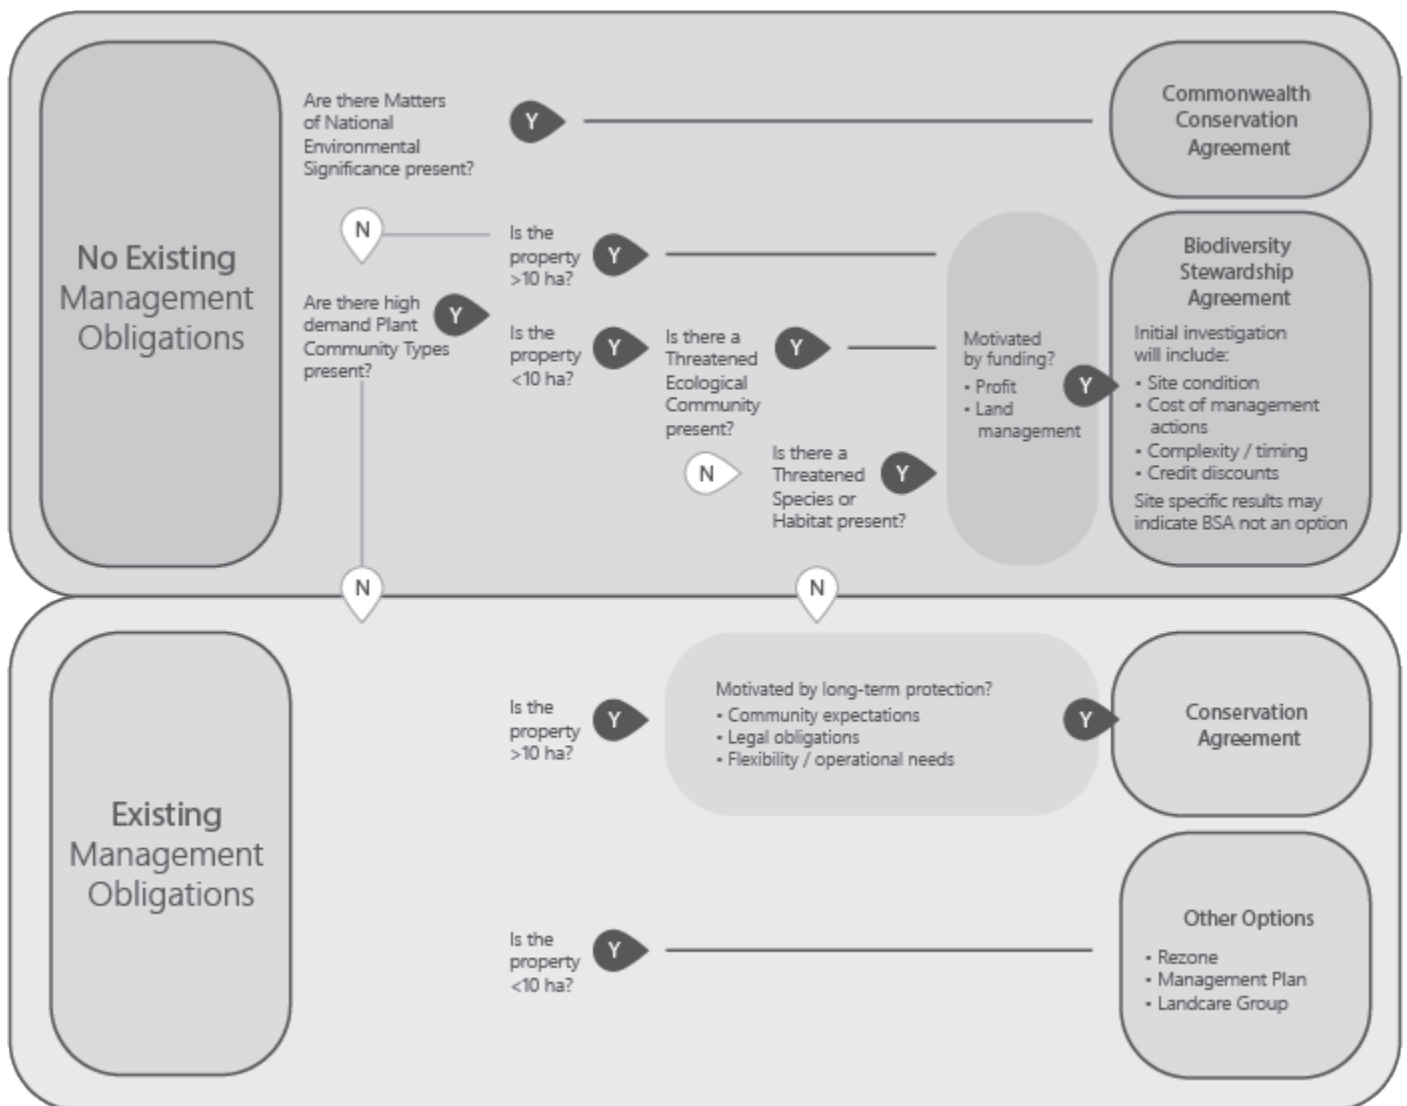 No Existing
Management
Obligations
Are there Matters
of National
Environmental
Significance present?
Y
Commonwealth
Conservation
Agreement
N
Is the
property
>10 ha?
Y
Are there high
demand Plant
Community Types
present?
Y
Is the
property
<10 ha?
Y
Is there a
Threatened
Ecological
Community
present?
Y
N
Is there a
Threatened
Species or
Habitat present?
Y
Motivated
by funding?
▪ Profit
▪ Land
management
Y
Biodiversity
Stewardship
Agreement
Initial investigation
will include:
▪ Site condition
▪ Cost of management
actions
▪ Complexity / timing
▪ Credit discounts
Site specific results may
indicate BSA not an option
N
N
Existing
Management
Obligations
Is the
property
>10 ha?
Y
Motivated by long-term protection?
▪ Community expectations
▪ Legal obligations
▪ Flexibility / operational needs
Y
Conservation
Agreement
Is the
property
<10 ha?
Y
Other Options
▪ Rezone
▪ Management Plan
▪ Landcare Group